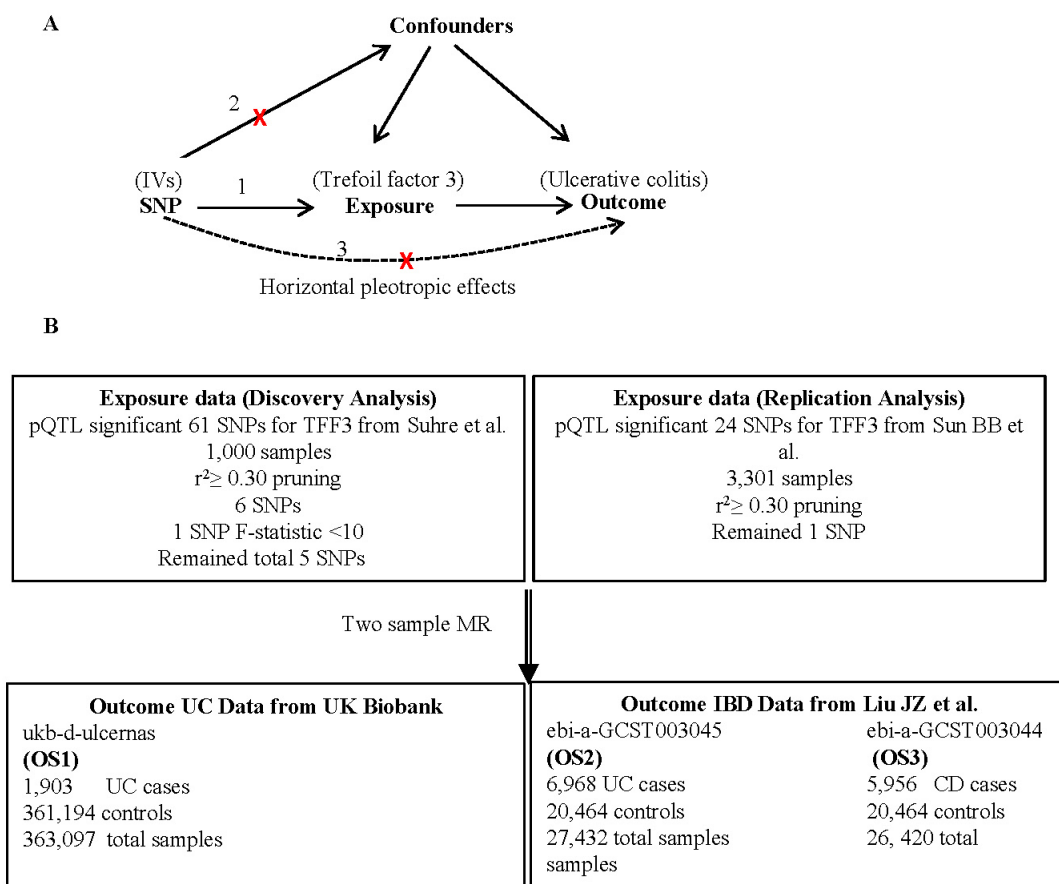 A
Confounders
2
X
(IVs)
SNP
1
(Trefoil factor 3)
Exposure
(Ulcerative colitis)
Outcome
3
X
Horizontal pleotropic effects
B
Exposure data (Discovery Analysis)
pQTL significant 61 SNPs for TFF3 from Suhre et al.
1,000 samples
r²≥ 0.30 pruning
6 SNPs
1 SNP F-statistic <10
Remained total 5 SNPs
Exposure data (Replication Analysis)
pQTL significant 24 SNPs for TFF3 from Sun BB et
al.
3,301 samples
r²≥ 0.30 pruning
Remained 1 SNP
Two sample MR
Outcome UC Data from UK Biobank
ukb-d-ulcernas
(OS1)
1,903 UC cases
361,194 controls
363,097 total samples
Outcome IBD Data from Liu JZ et al.
ebi-a-GCST003045 ebi-a-GCST003044
(OS2) (OS3)
6,968 UC cases 5,956 CD cases
20,464 controls 20,464 controls
27,432 total samples 26, 420 total
samples